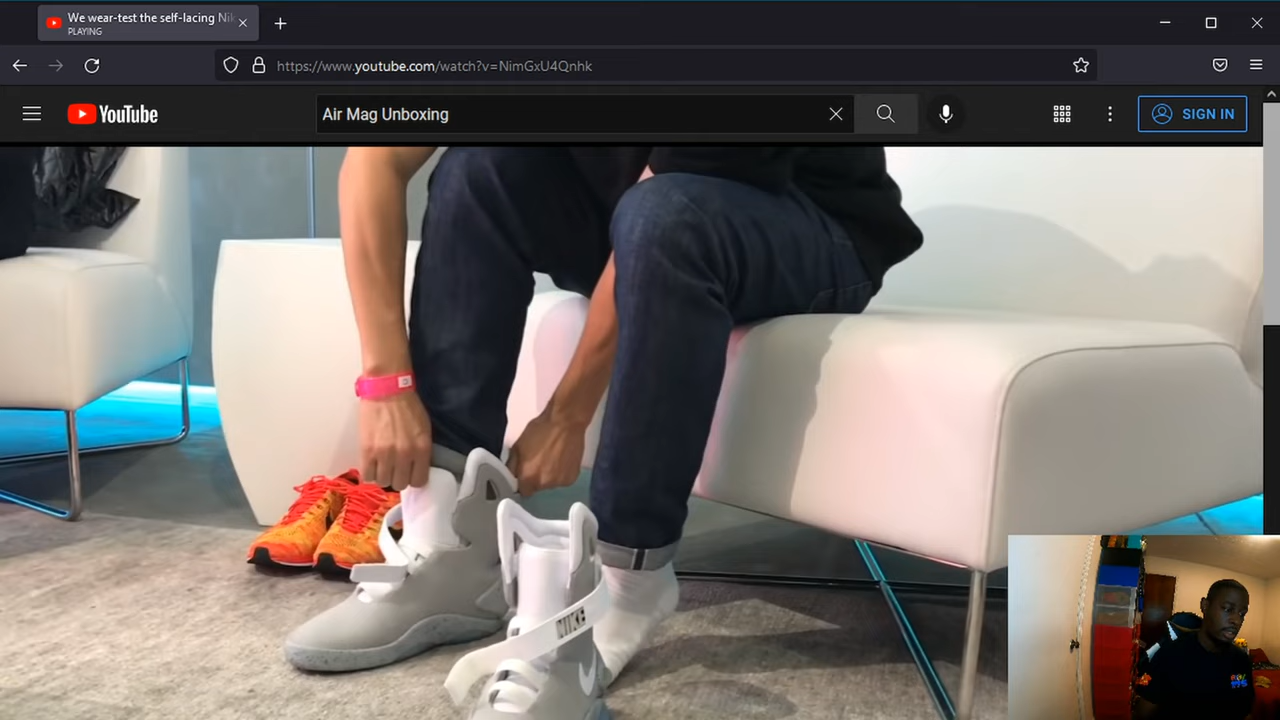 We wear-test the self-lacing Nik
PLAYING
https://www.youtube.com/watch?v=NimGxU4Qnhk
YouTube
Air Mag Unboxing
SIGN IN
NIKE